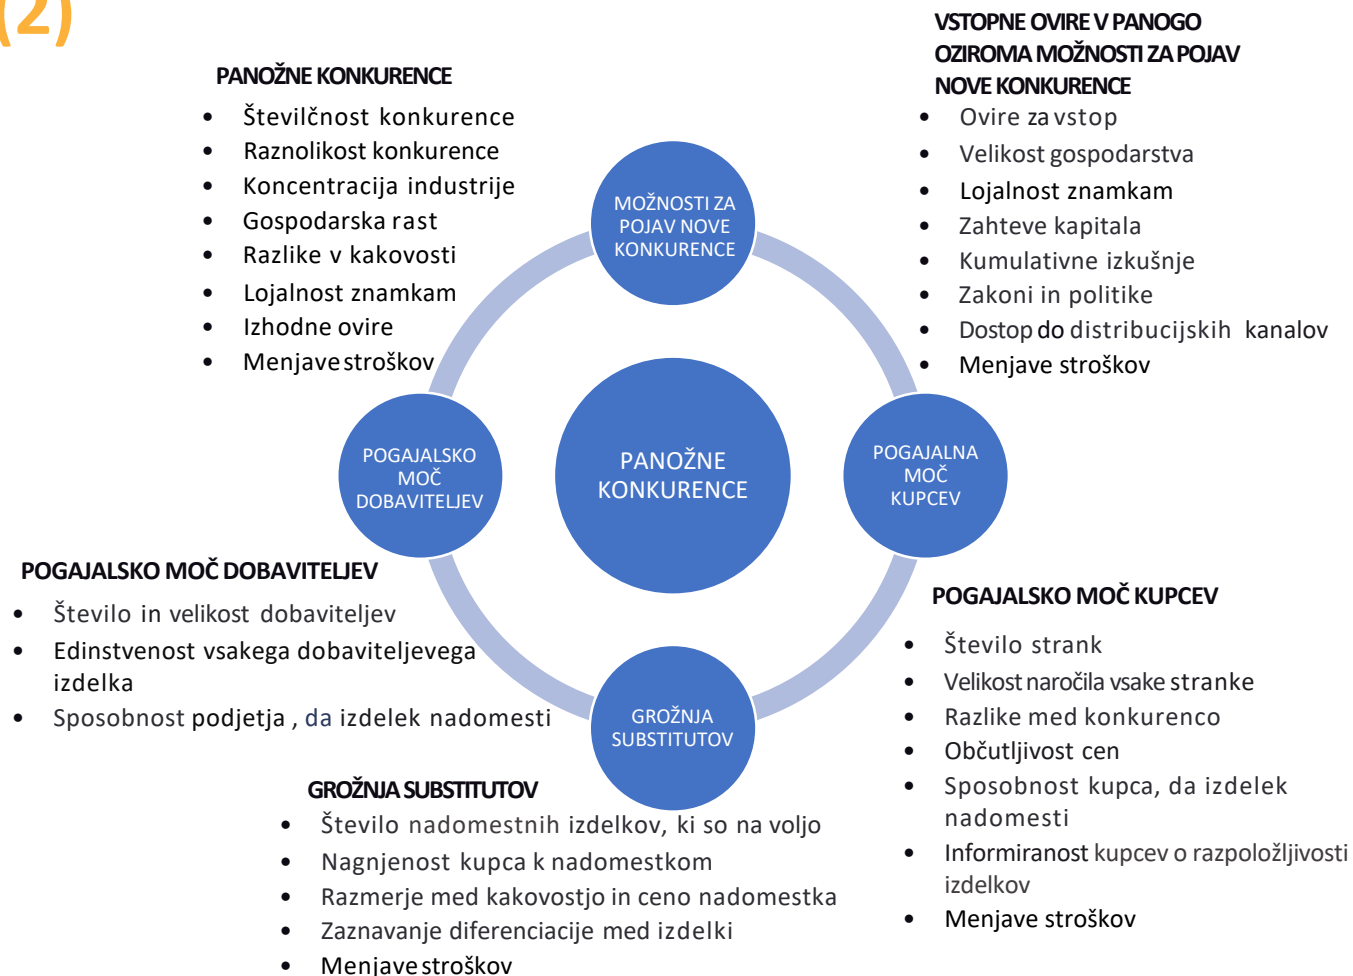 (2)
PANOŽNE KONKURENCE
• Številčnost konkurence
• Raznolikost konkurence
• Koncentracija industrije
• Gospodarska rast
• Razlike v kakovosti
• Lojalnost znamkam
• Izhodne ovire
• Menjave stroškov
VSTOPNE OVIRE V PANOGO
OZIROMA MOŽNOSTI ZA POJAV
NOVE KONKURENCE
• Ovire za vstop
• Velikost gospodarstva
• Lojalnost znamkam
• Zahteve kapitala
• Kumulativne izkušnje
• Zakoni in politike
• Dostop do distribucijskih kanalov
• Menjave stroškov
MOŽNOSTI ZA
POJAV NOVE
KONKURENCE
POGAJALSKO
MOČ
DOBAVITELJEV
PANOŽNE
KONKURENCE
POGAJALNA
MOČ
KUPCEV
GROŽNJA
SUBSTITUTOV
POGAJALSKO MOČ DOBAVITELJEV
• Število in velikost dobaviteljev
• Edinstvenost vsakega dobaviteljevega
izdelka
• Sposobnost podjetja , da izdelek nadomesti
POGAJALSKO MOČ KUPCEV
• Število strank
• Velikost naročila vsake stranke
• Razlike med konkurenco
• Občutljivost cen
• Sposobnost kupca, da izdelek
nadomesti
• Informiranost kupcev o razpoložljivosti
izdelkov
• Menjave stroškov
GROŽNJA SUBSTITUTOV
• Število nadomestnih izdelkov, ki so na voljo
• Nagnjenost kupca k nadomestkom
• Razmerje med kakovostjo in ceno nadomestka
• Zaznavanje diferenciacije med izdelki
• Menjave stroškov